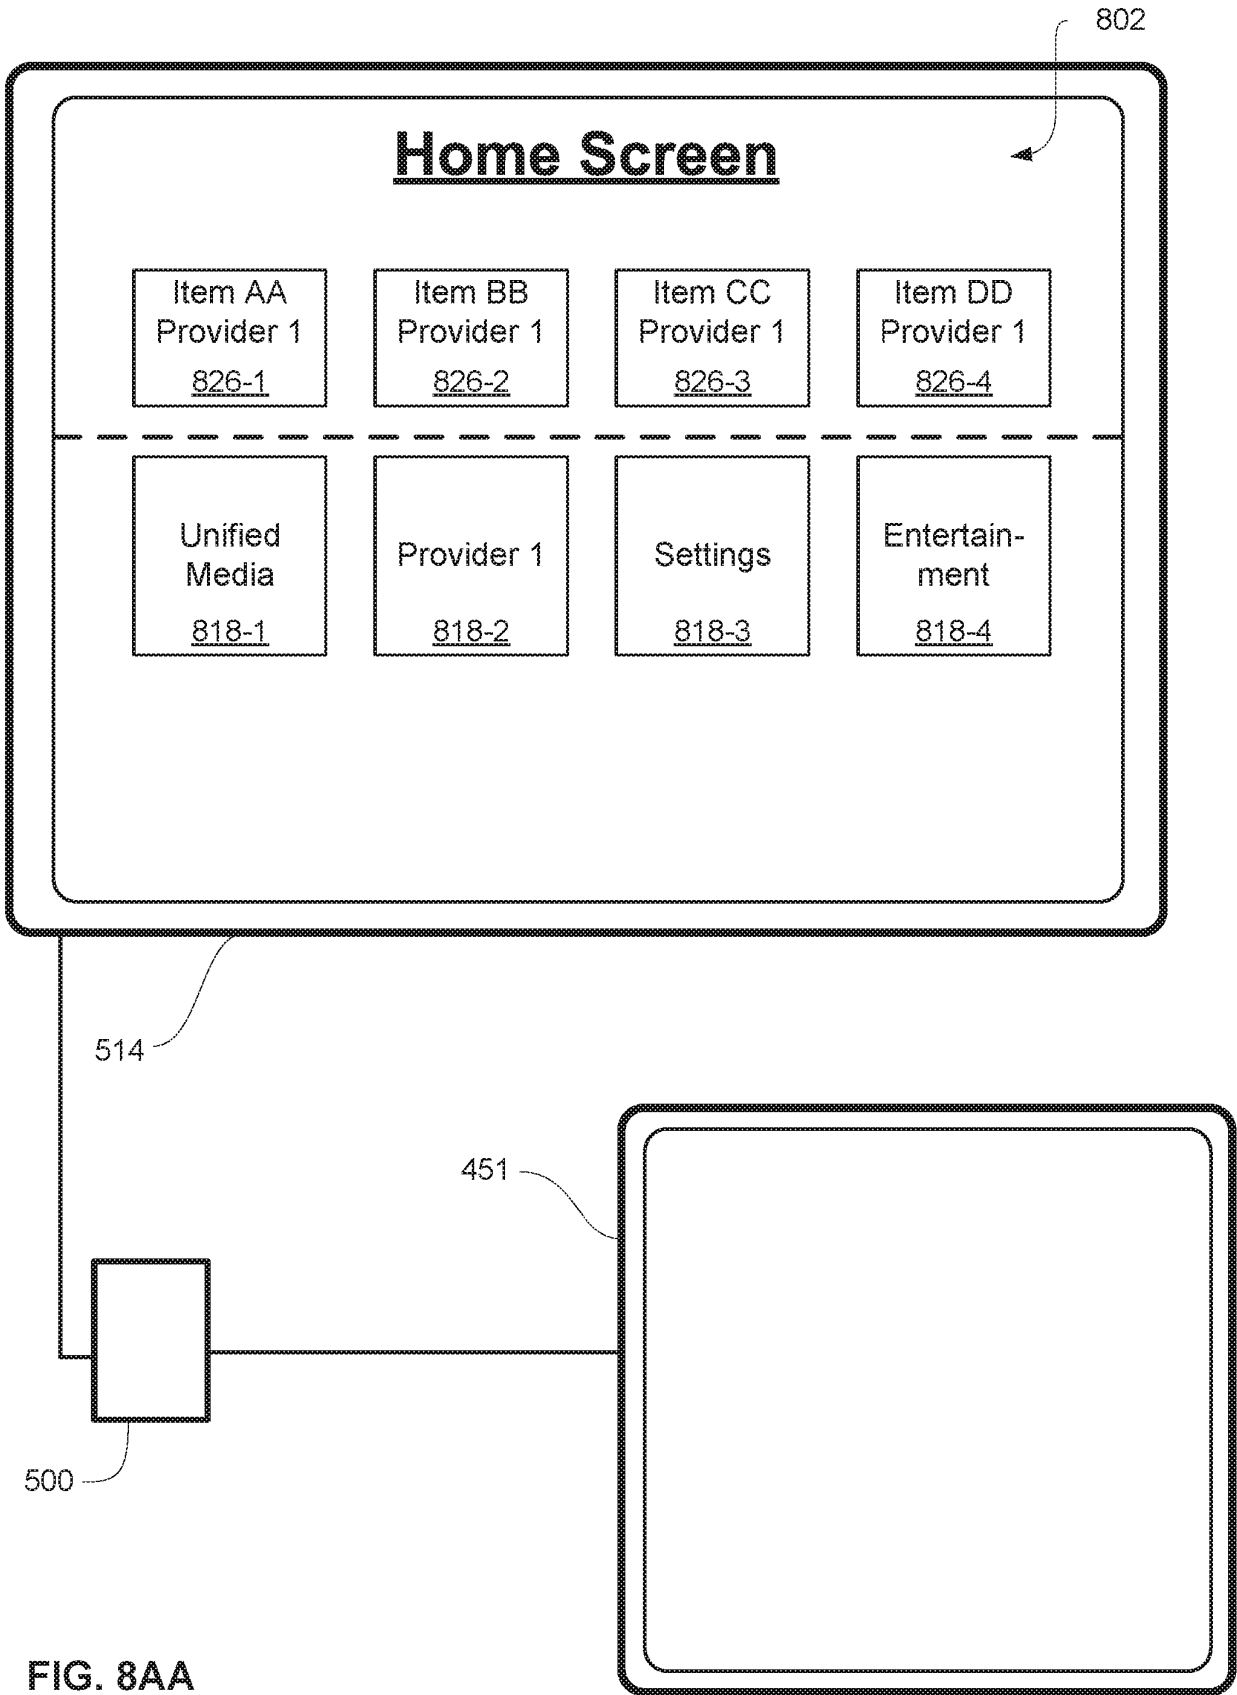 802
Home Screen
Item AA
Provider 1
826-1
Item BB
Provider 1
826-2
Item CC
Provider 1
826-3
Item DD
Provider 1
826-4
Unified
Media
818-1
Provider 1
818-2
Settings
818-3
Entertain-
ment
818-4
514
451
500
FIG. 8AA